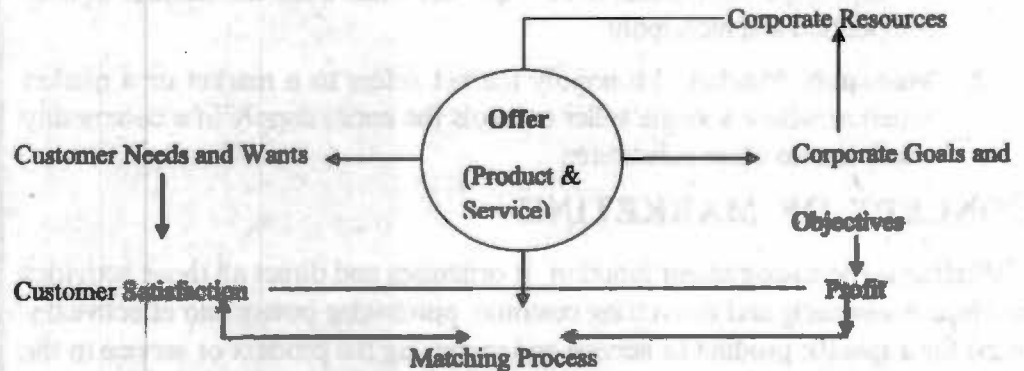 Corporate Resources
Offer
Customer Needs and Wants
Corporate Goals and
(Product &
Service)
Objectives
Customer Satisfaction
Profit
Matching Process